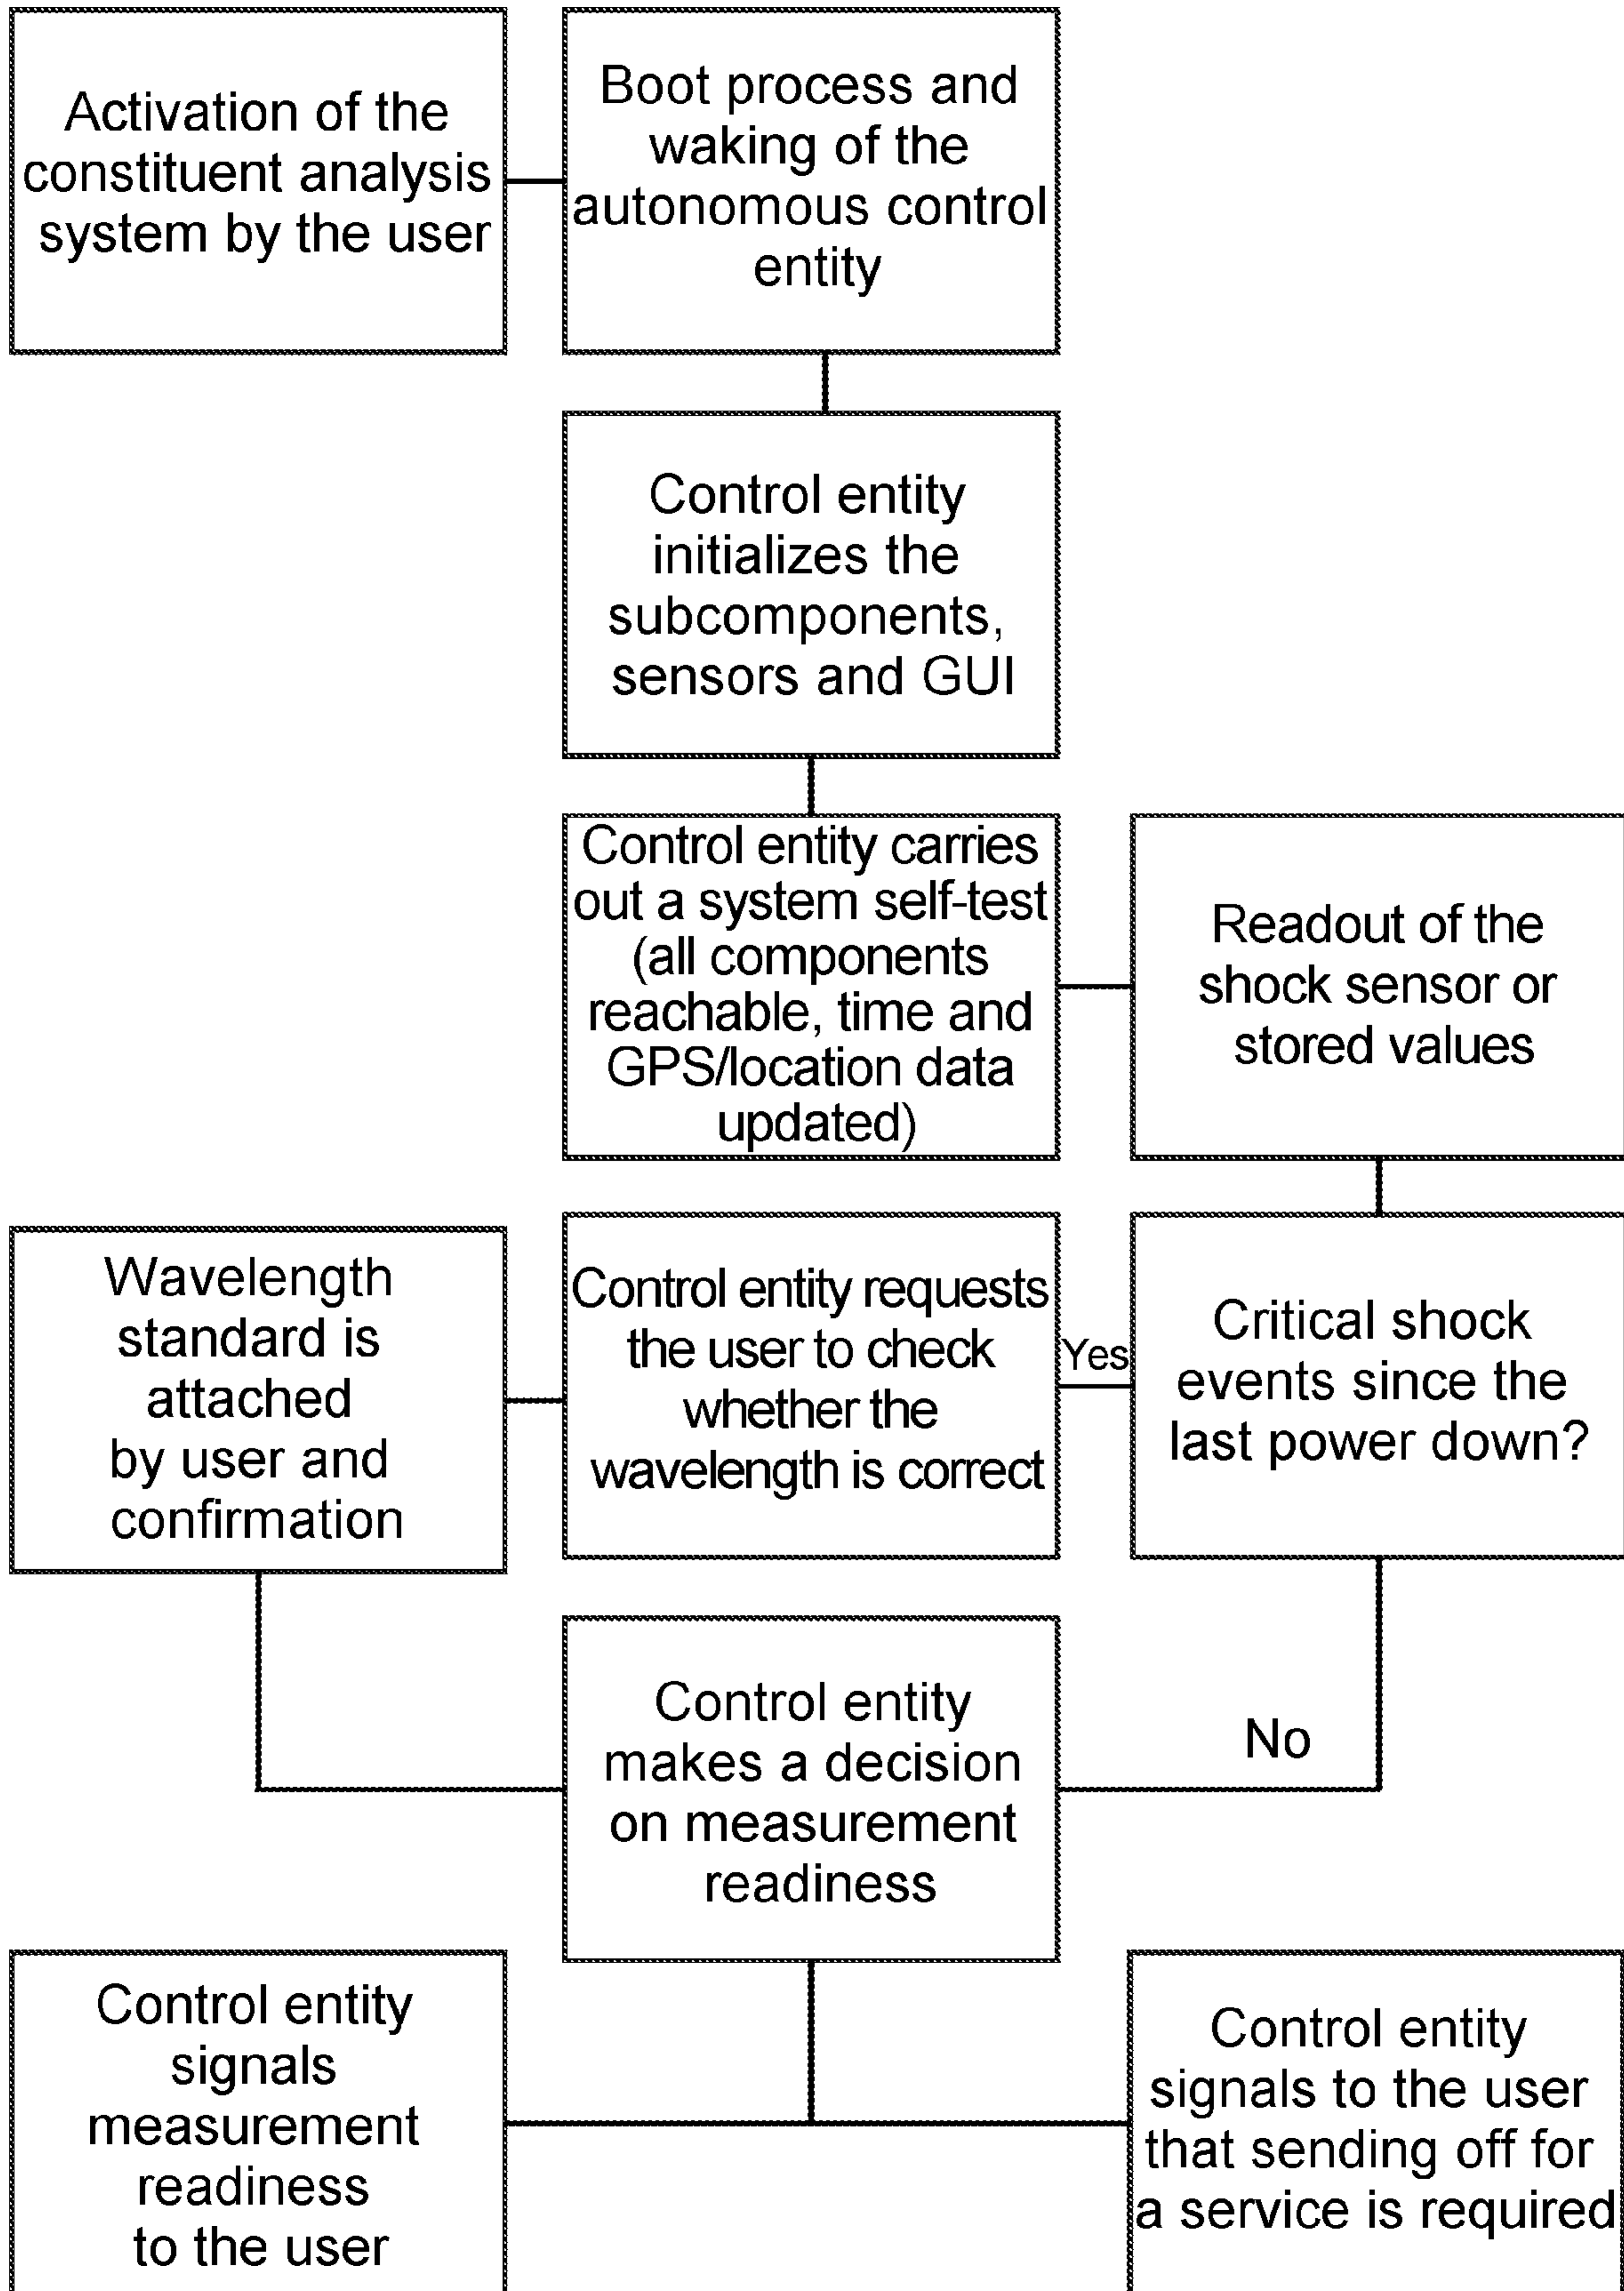 Activation of the
constituent analysis
system by the user
Boot process and
waking of the
autonomous control
entity
Control entity
initializes the
subcomponents,
sensors and GUI
Control entity carries
out a system self-test
(all components
reachable, time and
GPS/location data
updated)
Readout of the
shock sensor or
stored values
Critical shock
events since the
last power down?
Yes
Control entity requests
the user to check
whether the
wavelength is correct
Wavelength
standard is
attached
by user and
confirmation
No
Control entity
makes a decision
on measurement
readiness
Control entity
signals
measurement
readiness
to the user
Control entity
signals to the user
that sending off for
a service is required